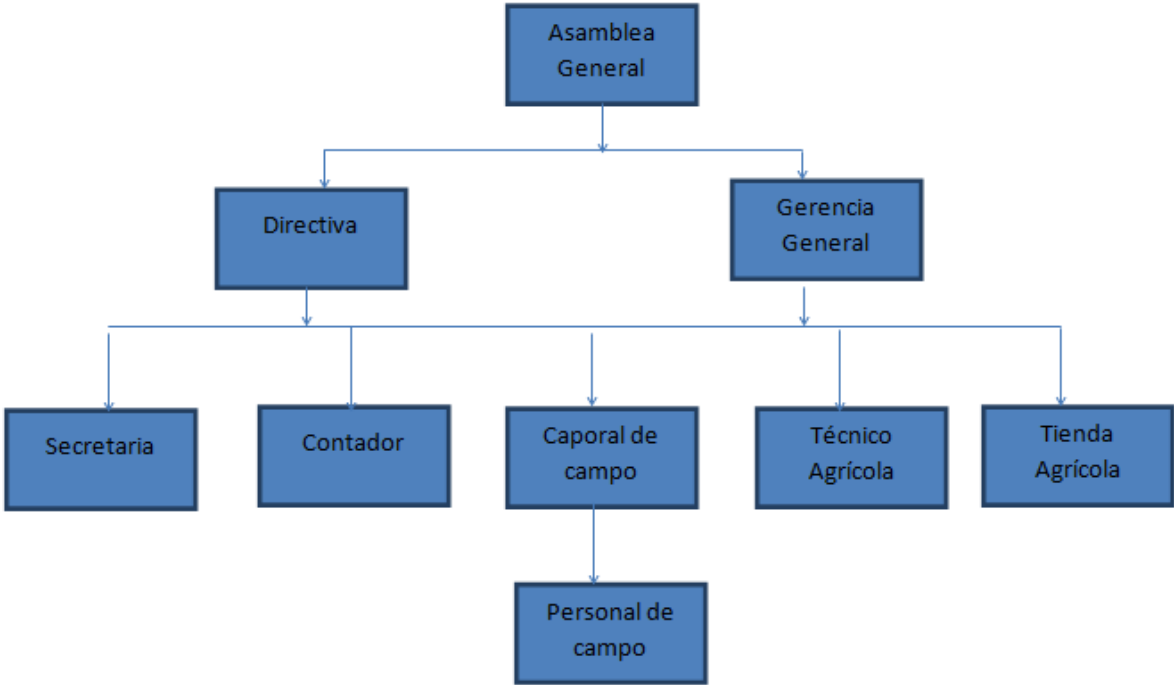 Asamblea
General
Directiva
Gerencia
General
Secretaria
Contador
Caporal de
campo
Técnico
Agrícola
Tienda
Agrícola
Personal de
campo